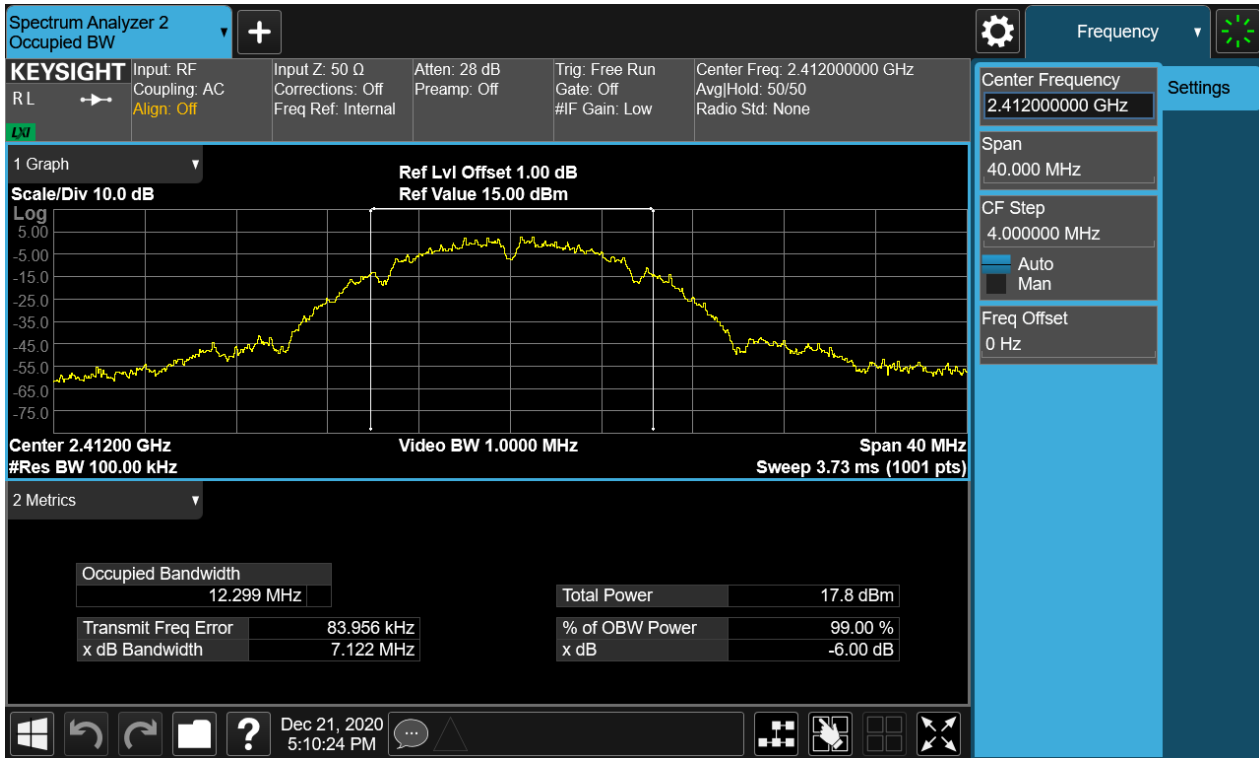 Spectrum Analyzer 2
Occupied BW
+
Frequency
KEYSIGHT
R L
LXI
Input: RF
Coupling: AC
Align: Off
Input Z: 50 Ω
Corrections: Off
Freq Ref: Internal
Atten: 28 dB
Preamp: Off
Trig: Free Run
Gate: Off
#IF Gain: Low
Center Freq: 2.412000000 GHz
Avg|Hold: 50/50
Radio Std: None
Center Frequency
2.412000000 GHz
Settings
Span
40.000 MHz
CF Step
4.000000 MHz
Auto
Man
Freq Offset
0 Hz
1 Graph
Scale/Div 10.0 dB
Ref Lvl Offset 1.00 dB
Ref Value 15.00 dBm
Log
5.00
-5.00
-15.0
-25.0
-35.0
-45.0
-55.0
-65.0
-75.0
Center 2.41200 GHz
#Res BW 100.00 kHz
Video BW 1.0000 MHz
Span 40 MHz
Sweep 3.73 ms (1001 pts)
2 Metrics
Occupied Bandwidth
12.299 MHz
Total Power 17.8 dBm
Transmit Freq Error 83.956 kHz
% of OBW Power 99.00 %
x dB Bandwidth 7.122 MHz
x dB -6.00 dB
?
Dec 21, 2020
5:10:24 PM